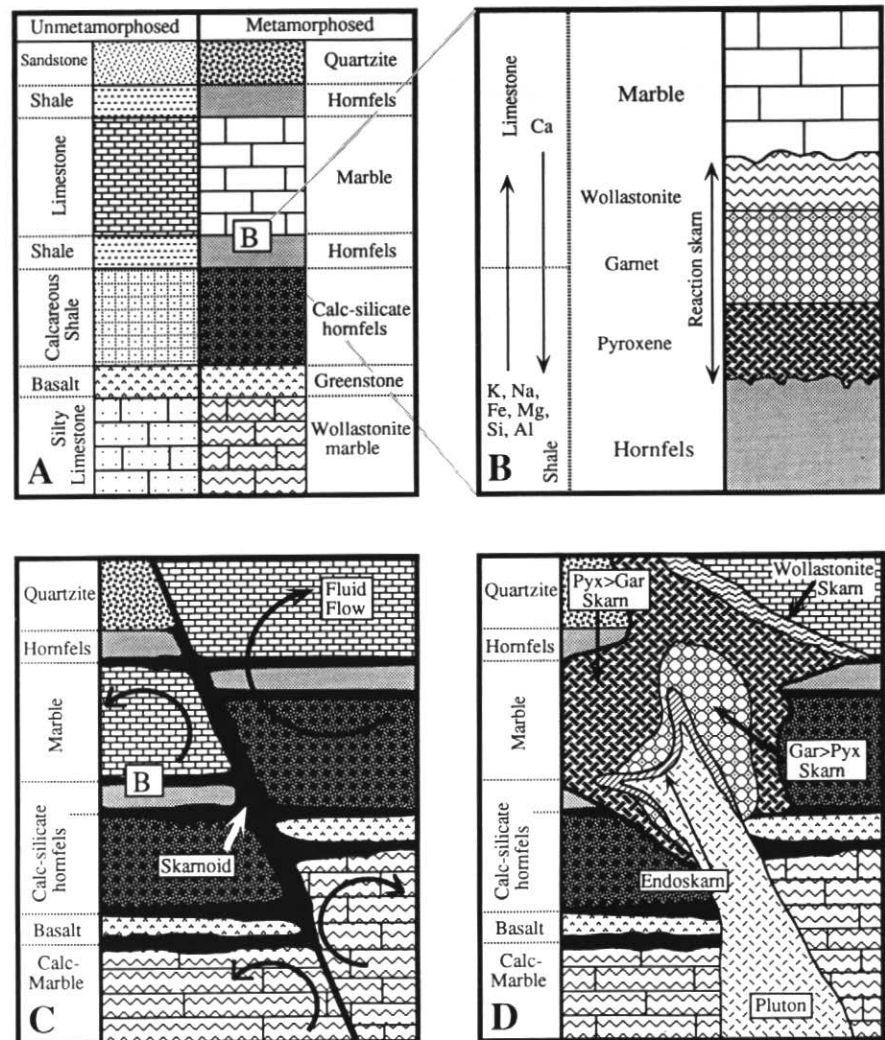 Unmetamorphosed
Metamorphosed
Sandstone
Quartzite
Shale
Hornfels
Limestone
Marble
B
Shale
Hornfels
Calcareous
Shale
Calc-silicate
hornfels
Basalt
Greenstone
Silty
Limestone
Wollastonite
marble
A
Limestone
Ca
Marble
Wollastonite
Garnet
Reaction skarn
Pyroxene
K, Na,
Fe, Mg,
Si, Al
Shale
Hornfels
B
Quartzite
Hornfels
Marble
Calc-silicate
hornfels
Basalt
Calc-
Marble
Fluid
Flow
B
Skarnoid
C
Quartzite
Hornfels
Marble
Calc-silicate
hornfels
Basalt
Calc-
Marble
Pyx>Gar
Skarn
Wollastonite
Skarn
Gar>Pyx
Skarn
Endoskarn
Pluton
D